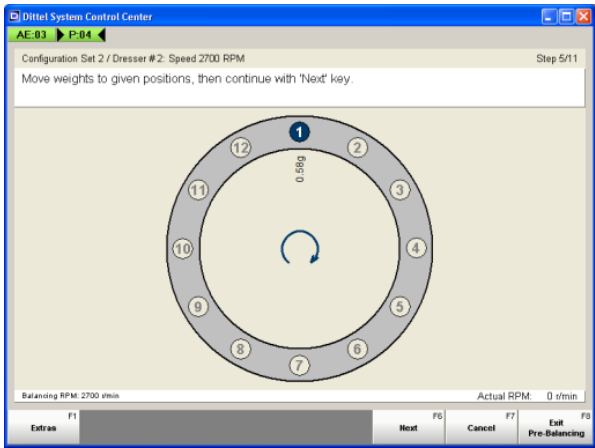 Dittel System Control Center
AE:03 P:04
Configuration Set 2 / Dresser #2: Speed 2700 RPM Step 5/11
Move weights to given positions, then continue with 'Next' key.
1
12 2
0.58g
11 3
10 4
9 5
8 6
7
Balancing RPM: 2700 r/min Actual RPM: 0 r/min
F1 F6 F7 F8
Extras Next Cancel Exit
Pre-Balancing